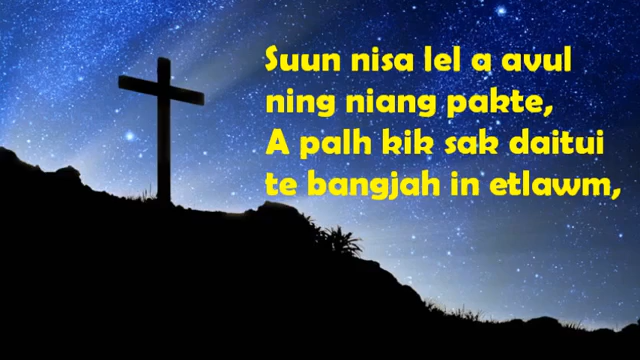 Suun nisa lel a avul
ning niang pakte,
A palh kik sak daitui
te bangjah in etlawm,